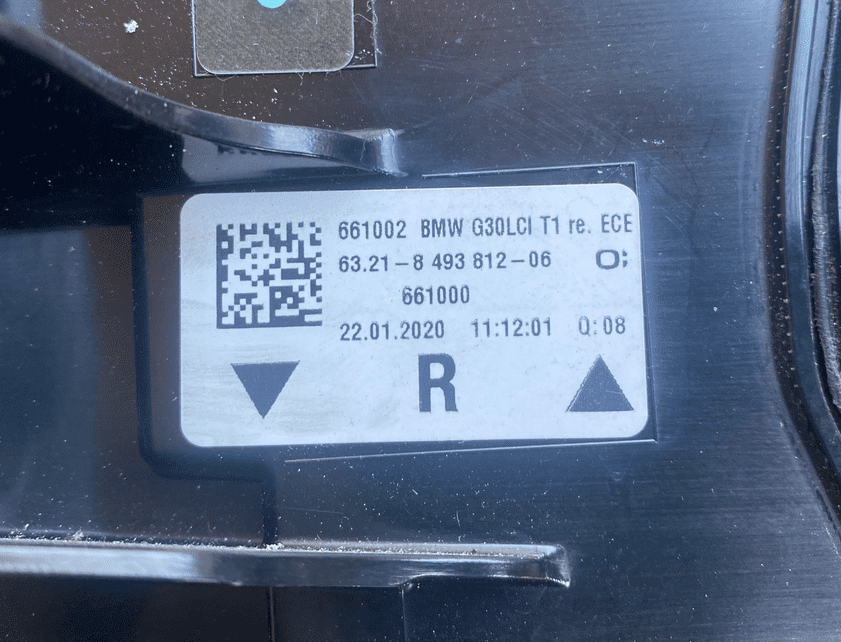 661002 BMW G30LCI T1 re. ECE
63.21-8 493 812-06 O;
661000
22.01.2020 11:12:01 Q:08
R